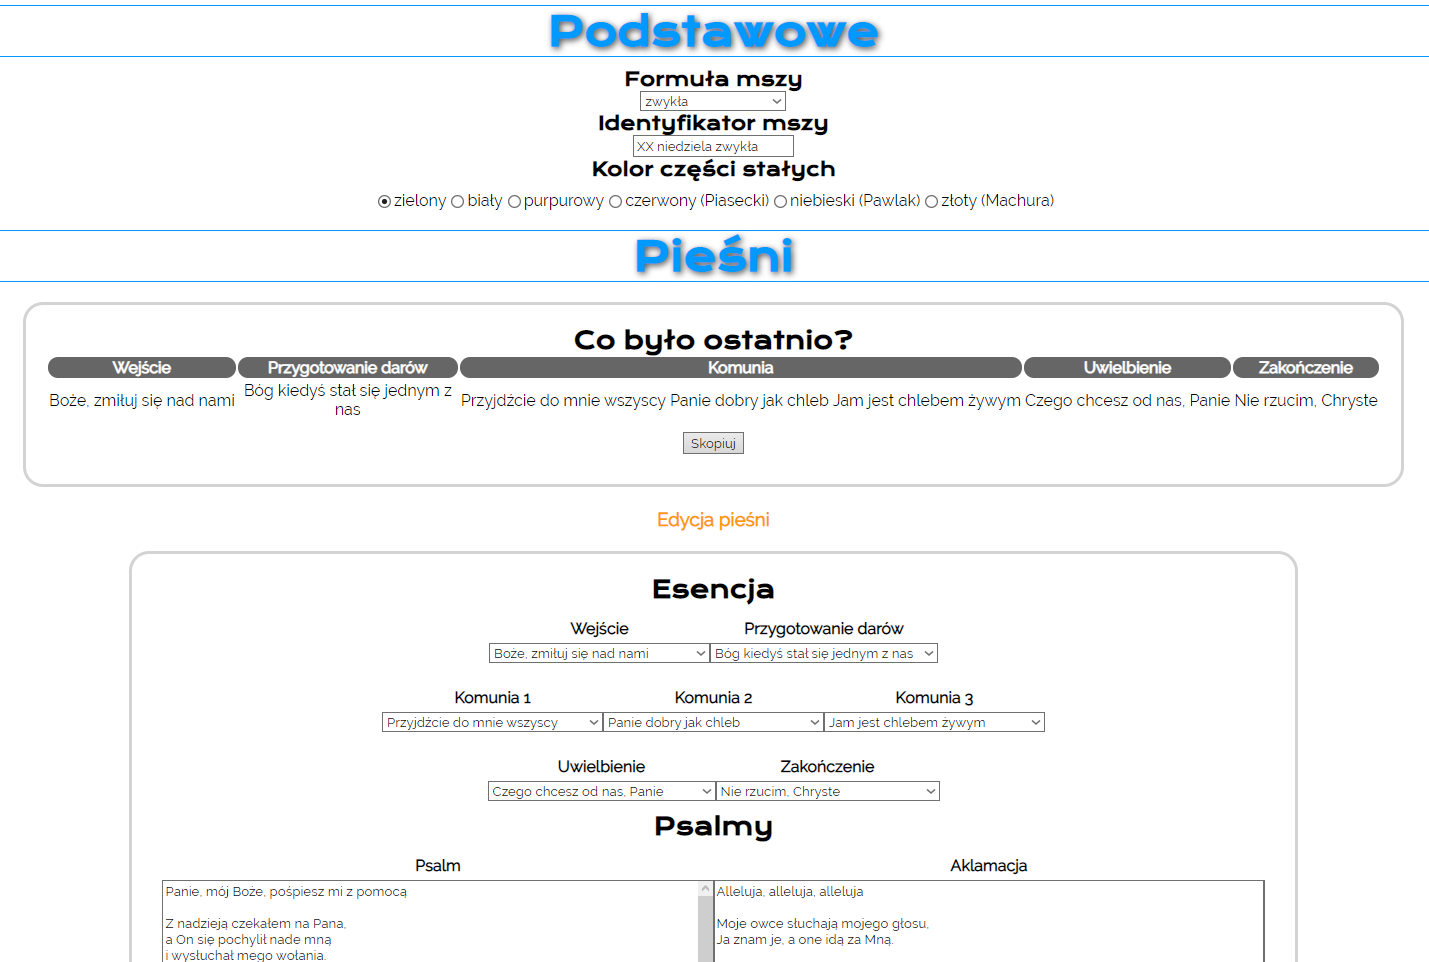 Podstawowe
Formuła mszy
zwykła
Identyfikator mszy
XX niedziela zwykła
Kolor części stałych
zielony biały purpurowy czerwony (Piasecki) niebieski (Pawlak) złoty (Machura)
Pieśni
Co było ostatnio?
Wejście Przygotowanie darów Komunia Uwielbienie Zakończenie
Boże, zmiłuj się nad nami Bóg kiedyś stał się jednym z nas Przyjdźcie do mnie wszyscy Panie dobry jak chleb Jam jest chlebem żywym Czego chcesz od nas, Panie Nie rzucim, Chryste
Skopiuj
Edycja pieśni
Esencja
Wejście Przygotowanie darów
Boże, zmiłuj się nad nami Bóg kiedyś stał się jednym z nas
Komunia 1 Komunia 2 Komunia 3
Przyjdźcie do mnie wszyscy Panie dobry jak chleb Jam jest chlebem żywym
Uwielbienie Zakończenie
Czego chcesz od nas, Panie Nie rzucim, Chryste
Psalmy
Psalm Aklamacja
Panie, mój Boże, pośpiesz mi z pomocą
Z nadzieją czekałem na Pana,
a On się pochylił nade mną
i wysłuchał mego wołania.
Alleluja, alleluja, alleluja
Moje owce słuchają mojego głosu,
Ja znam je, a one idą za Mną.